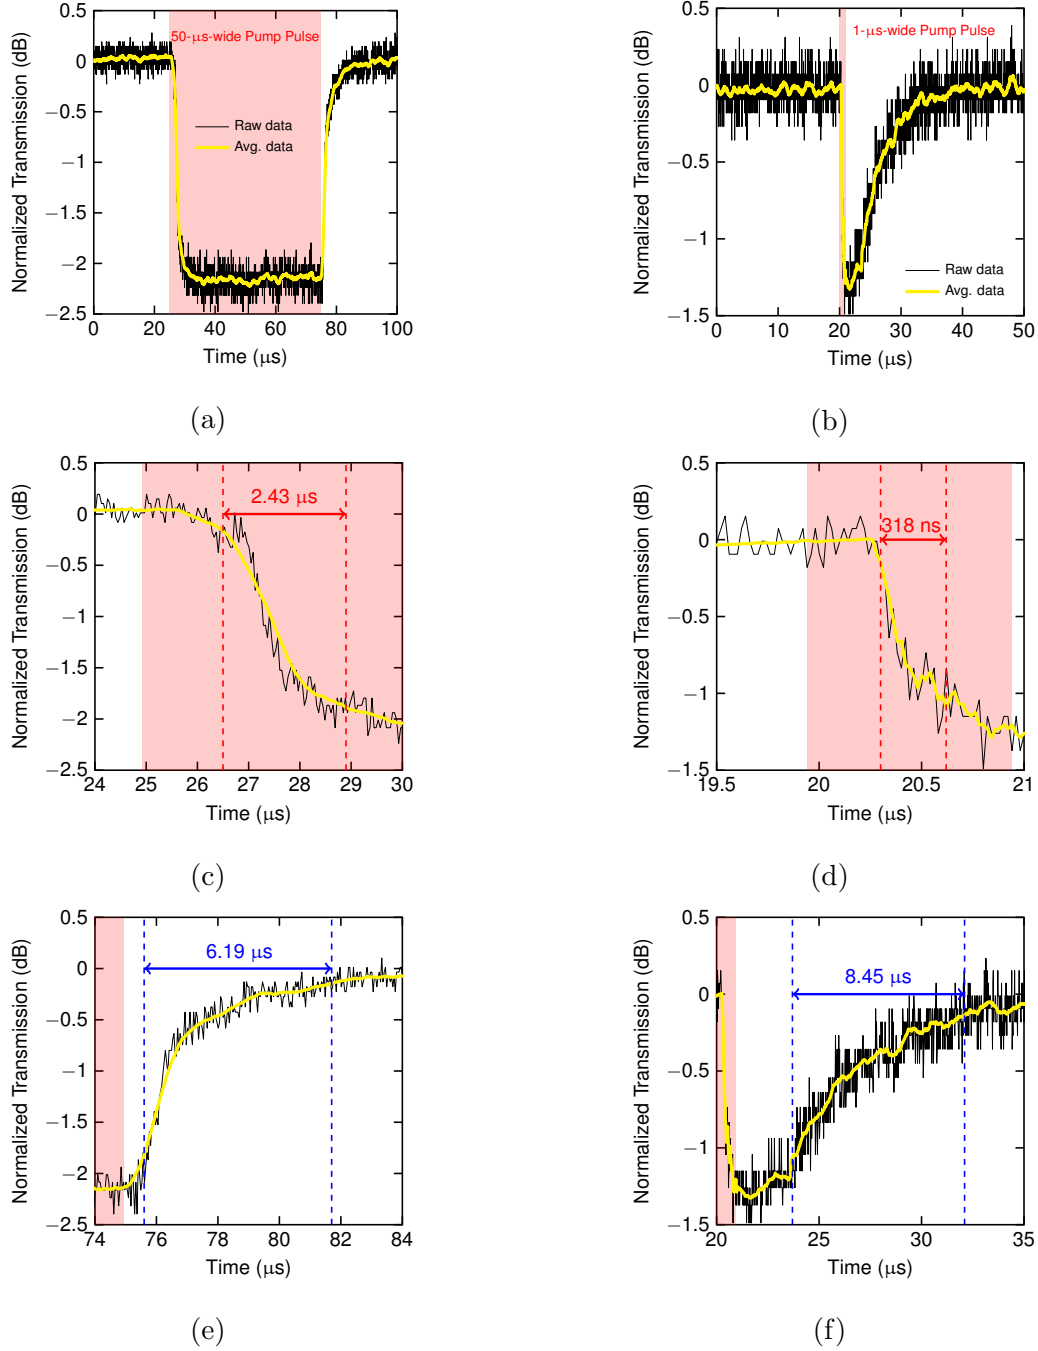 0.5
0
−0.5
−1
−1.5
−2
−2.5
0
20
40
60
80
100
Normalized Transmission (dB)
Time (μs)
50-μs-wide Pump Pulse
Raw data
Avg. data
(a)
0.5
0
−0.5
−1
−1.5
0
10
20
30
40
50
Normalized Transmission (dB)
Time (μs)
1-μs-wide Pump Pulse
Raw data
Avg. data
(b)
0.5
0
−0.5
−1
−1.5
−2
−2.5
24
25
26
27
28
29
30
Normalized Transmission (dB)
Time (μs)
2.43 μs
(c)
0.5
0
−0.5
−1
−1.5
19.5
20
20.5
21
Normalized Transmission (dB)
Time (μs)
318 ns
(d)
0.5
0
−0.5
−1
−1.5
−2
−2.5
74
76
78
80
82
84
Normalized Transmission (dB)
Time (μs)
6.19 μs
(e)
0.5
0
−0.5
−1
−1.5
20
25
30
35
Normalized Transmission (dB)
Time (μs)
8.45 μs
(f)